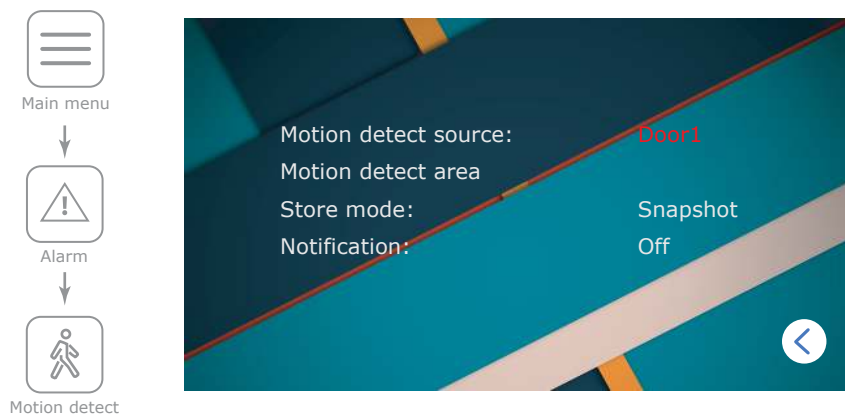 Main menu
Alarm
Motion detect
Motion detect source: Door1
Motion detect area
Store mode: Snapshot
Notification: Off